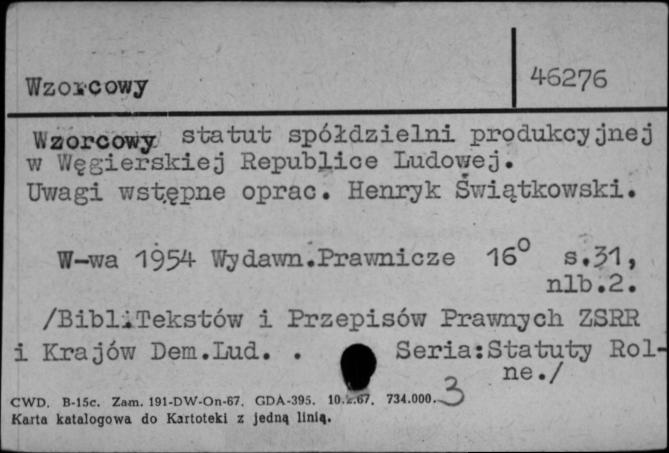 Wzorcowy 46276
Wzorcowy statut spółdzielni produkcyjnej
w Węgierskiej Republice Ludowej.
Uwagi wstępne oprac. Henryk Świątkowski.
W-wa 1954 Wydawn.Prawnicze 16° s.31,
nlb.2.
/Bibl.Tekstów i Przepisów Prawnych ZSRR
i Krajów Dem.Lud. . Seria:Statuty Rol-
ne./
3
CWD. B-15c. Zam. 191-DW-On-67. GDA-395. 734.000.
Karta katalogowa do Kartoteki z jedną linią.